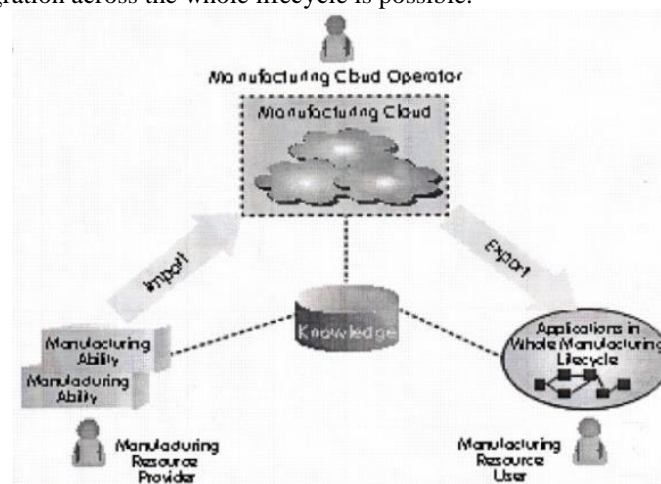 gration across the whole lifecycle is possible.
Manufacturing Cloud Operator
Manufacturing Cloud
Import
Export
Knowledge
Manufacturing
Ability
Manufacturing
Ability
Applications in
Whole Manufacturing
Lifecycle
Manufacturing
Resource
Provider
Manufacturing
Resource
User